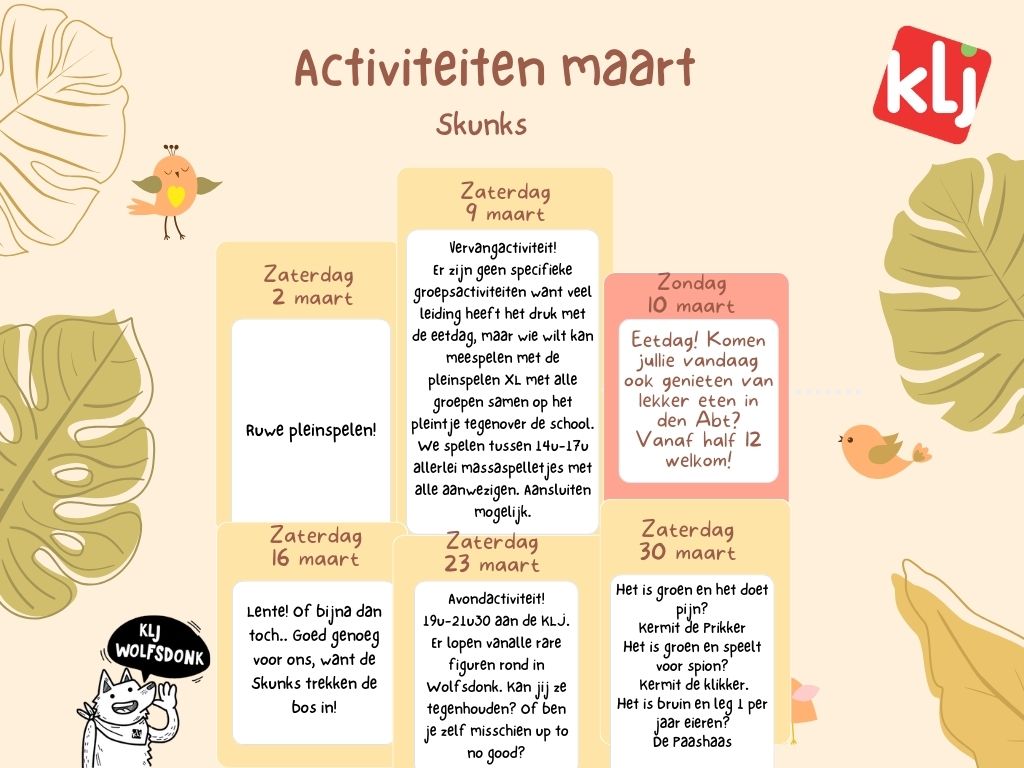 Activiteiten maart
Skunks
klj
Zaterdag
2 maart
Ruwe pleinspelen!
Zaterdag
9 maart
Vervangactiviteit!
Er zijn geen specifieke
groepsactiviteiten want veel
leiding heeft het druk met
de eetdag, maar wie wilt kan
meespelen met de
pleinspelen XL met alle
groepen samen op het
pleintje tegenover de school.
We spelen tussen 14u-17u
allerlei massaspelletjes met
alle aanwezigen. Aansluiten
mogelijk.
Zondag
10 maart
Eetdag! Komen
jullie vandaag
ook genieten van
lekker eten in
den Abt?
Vanaf half 12
welkom!
Zaterdag
16 maart
Lente! Of bijna dan
toch.. Goed genoeg
voor ons, want de
Skunks trekken de
bos in!
Zaterdag
23 maart
Avondactiviteit!
19u-21u30 aan de KLJ.
Er lopen vanalle rare
figuren rond in
Wolfsdonk. Kan jij ze
tegenhouden? Of ben
je zelf misschien up to
no good?
Zaterdag
30 maart
Het is groen en het doet
pijn?
Kermit de Prikker
Het is groen en speelt
voor spion?
Kermit de klikker.
Het is bruin en leg 1 per
jaar eieren?
De Paashaas
KLJ
WOLFSDONK